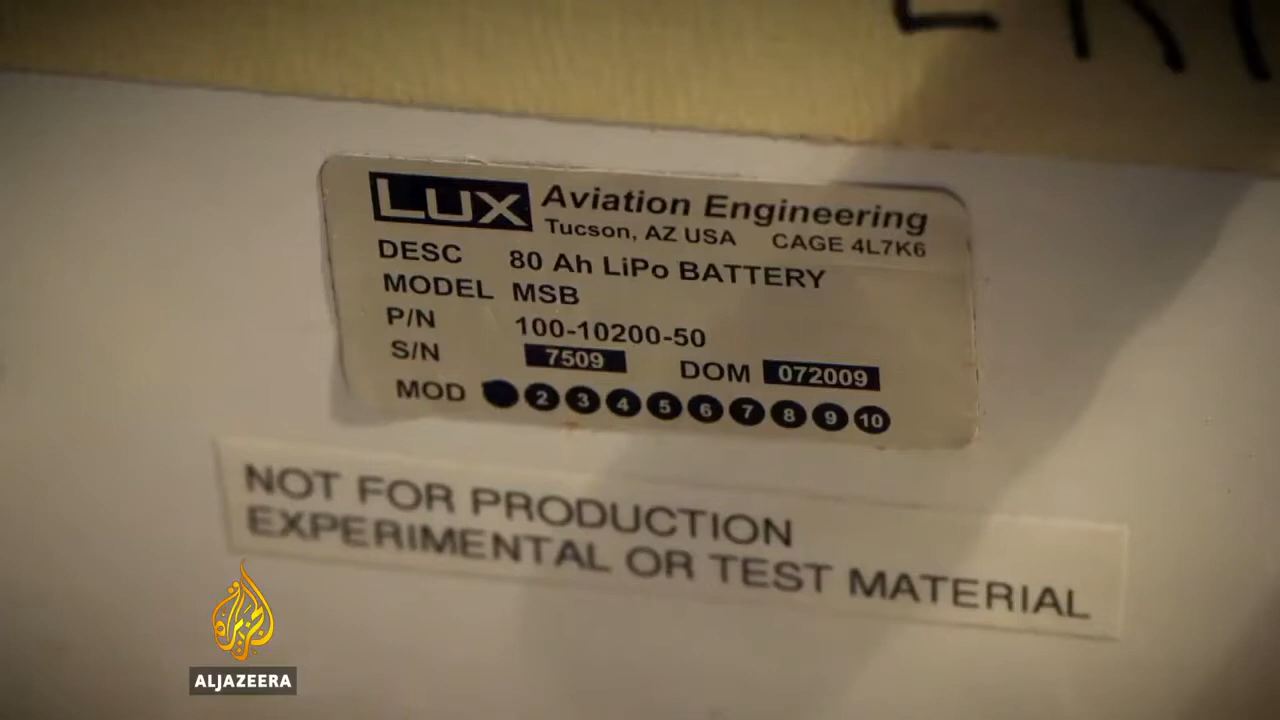 LUX Aviation Engineering
Tucson, AZ USA CAGE 4L7K6
DESC 80 Ah LiPo BATTERY
MODEL MSB
P/N 100-10200-50
S/N 7509 DOM 072009
MOD 2 3 4 5 6 7 8 9 10
NOT FOR PRODUCTION
EXPERIMENTAL OR TEST MATERIAL
الجزيرة
ALJAZEERA